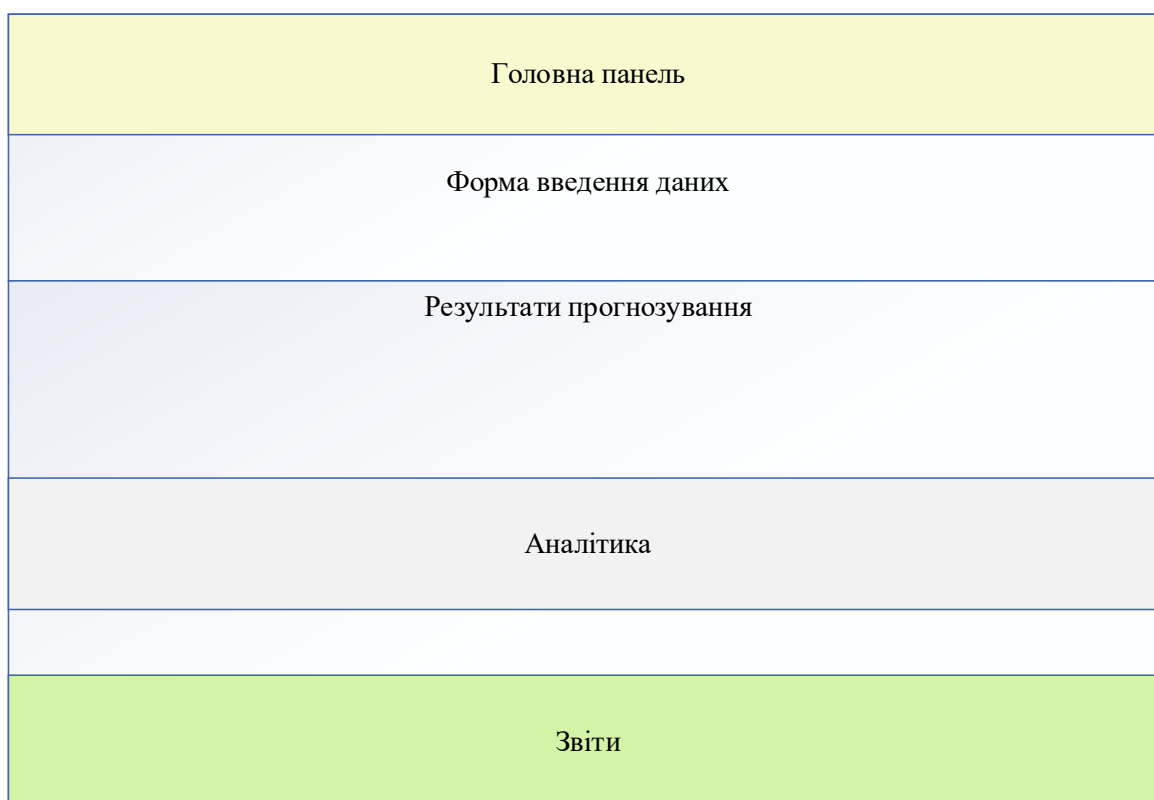 Головна панель
Форма введення даних
Результати прогнозування
Аналітика
Звіти